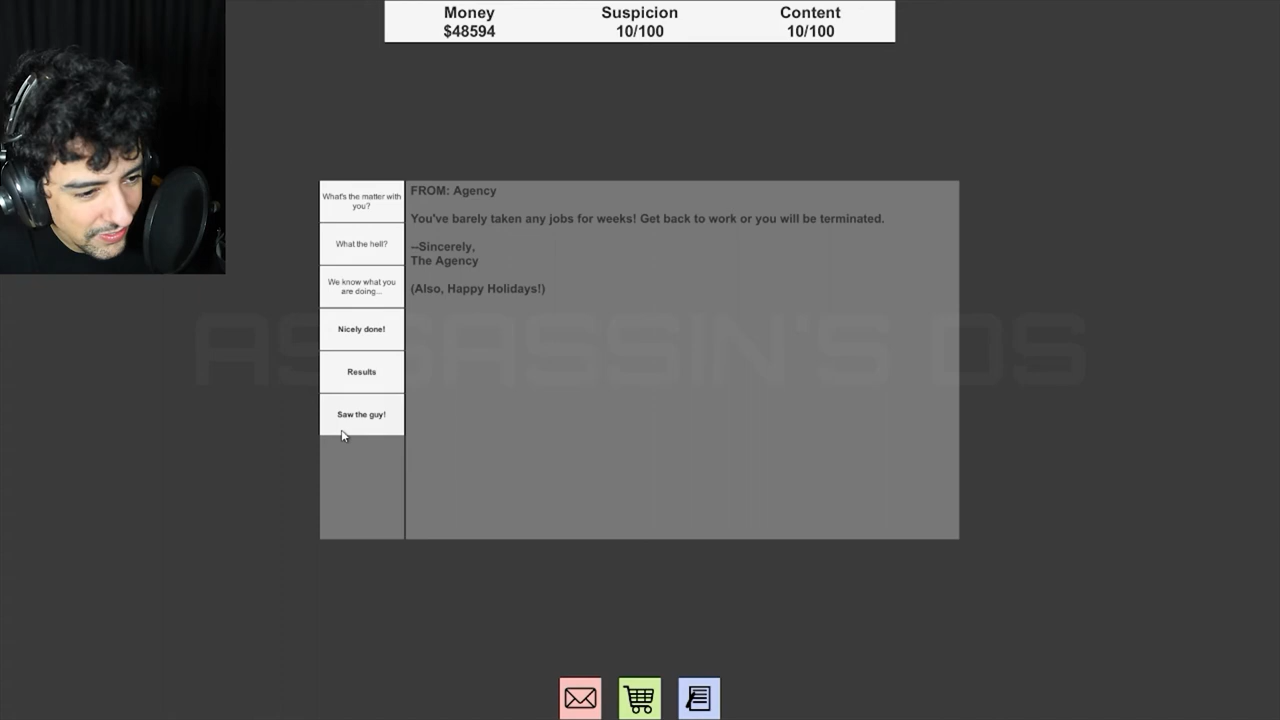 Money
$48594
Suspicion
10/100
Content
10/100
What's the matter with
you?
What the hell?
We know what you
are doing...
Nicely done!
Results
Saw the guy!
FROM: Agency
You've barely taken any jobs for weeks! Get back to work or you will be terminated.
--Sincerely,
The Agency
(Also, Happy Holidays!)
ASSASSIN'S OS